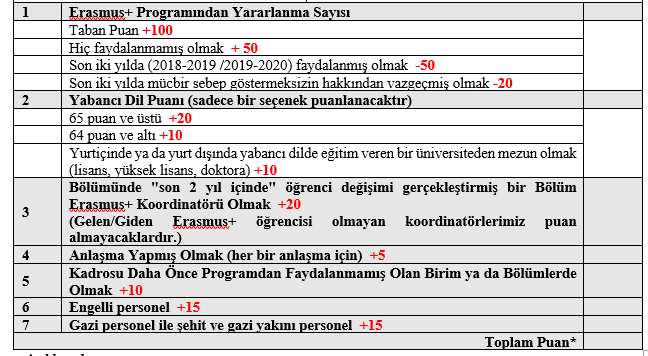 1 Erasmus+ Programından Yararlanma Sayısı
Taban Puan +100
Hiç faydalanmamış olmak + 50
Son iki yılda (2018-2019 /2019-2020) faydalanmış olmak -50
Son iki yılda mücbir sebep göstermeksizin hakkından vazgeçmiş olmak -20
2 Yabancı Dil Puanı (sadece bir seçenek puanlanacaktır)
65 puan ve üstü +20
64 puan ve altı +10
Yurtiçinde ya da yurt dışında yabancı dilde eğitim veren bir üniversiteden mezun olmak
(lisans, yüksek lisans, doktora) +10
3 Bölümünde "son 2 yıl içinde" öğrenci değişimi gerçekleştirmiş bir Bölüm
Erasmus+ Koordinatörü Olmak +20
(Gelen/Giden Erasmus+ öğrencisi olmayan koordinatörlerimiz puan
almayacaklardır.)
4 Anlaşma Yapmış Olmak (her bir anlaşma için) +5
5 Kadrosu Daha Önce Programdan Faydalanmamış Olan Birim ya da Bölümlerde
Olmak +10
6 Engelli personel +15
7 Gazi personel ile şehit ve gazi yakını personel +15
Toplam Puan*